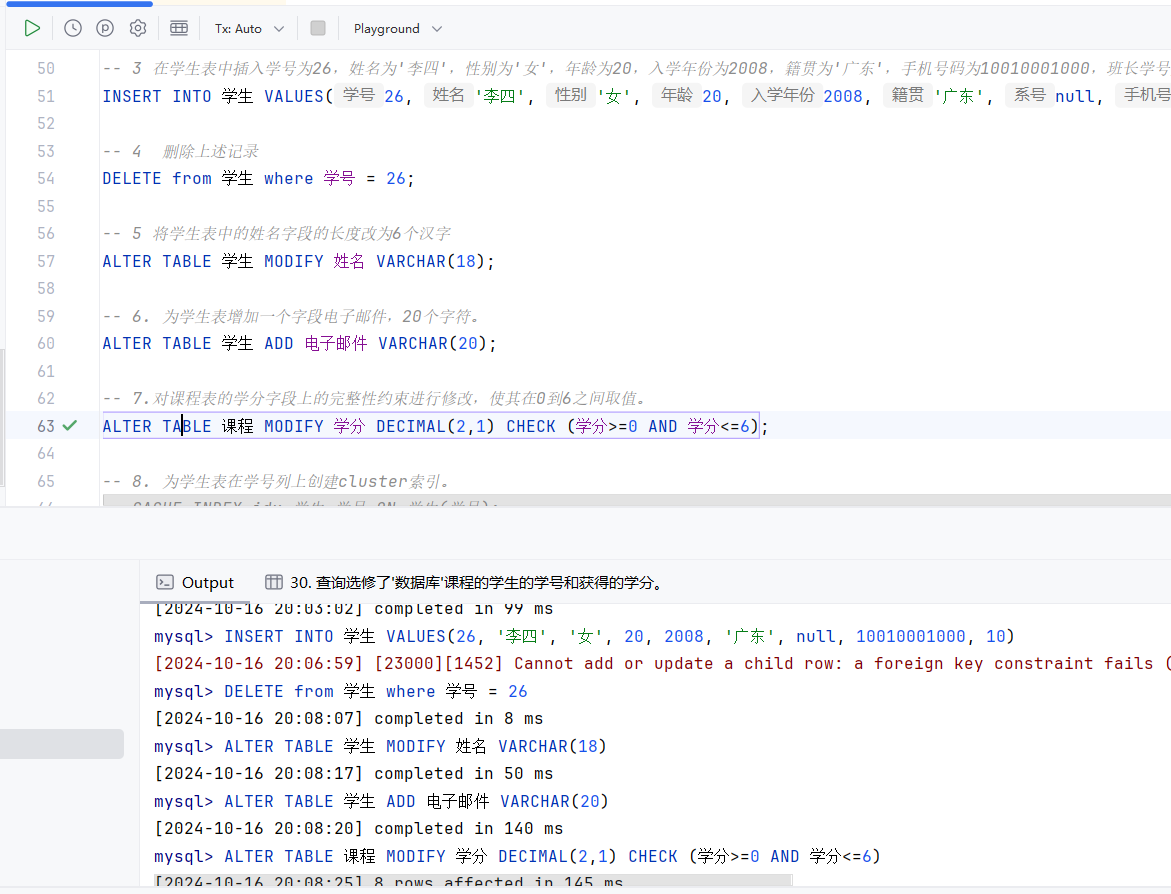 Tx: Auto Playground
50 -- 3 在学生表中插入学号为26，姓名为'李四'，性别为'女'，年龄为20，入学年份为2008，籍贯为'广东'，手机号码为10010001000，班长学号
51 INSERT INTO 学生 VALUES( 学号 26, 姓名 '李四', 性别 '女', 年龄 20, 入学年份 2008, 籍贯 '广东', 系号 null, 手机号
52
53 -- 4  删除上述记录
54 DELETE from 学生 where 学号 = 26;
55
56 -- 5 将学生表中的姓名字段的长度改为6个汉字
57 ALTER TABLE 学生 MODIFY 姓名 VARCHAR(18);
58
59 -- 6. 为学生表增加一个字段电子邮件，20个字符。
60 ALTER TABLE 学生 ADD 电子邮件 VARCHAR(20);
61
62 -- 7.对课程表的学分字段上的完整性约束进行修改，使其在0到6之间取值。
63 ALTER TABLE 课程 MODIFY 学分 DECIMAL(2,1) CHECK (学分>=0 AND 学分<=6);
64
65 -- 8. 为学生表在学号列上创建cluster索引。
Output 30. 查询选修了'数据库'课程的学生的学号和获得的学分。
[2024-10-16 20:03:02] completed in 99 ms
mysql> INSERT INTO 学生 VALUES(26, '李四', '女', 20, 2008, '广东', null, 10010001000, 10)
[2024-10-16 20:06:59] [23000][1452] Cannot add or update a child row: a foreign key constraint fails (
mysql> DELETE from 学生 where 学号 = 26
[2024-10-16 20:08:07] completed in 8 ms
mysql> ALTER TABLE 学生 MODIFY 姓名 VARCHAR(18)
[2024-10-16 20:08:17] completed in 50 ms
mysql> ALTER TABLE 学生 ADD 电子邮件 VARCHAR(20)
[2024-10-16 20:08:20] completed in 140 ms
mysql> ALTER TABLE 课程 MODIFY 学分 DECIMAL(2,1) CHECK (学分>=0 AND 学分<=6)
[2024-10-16 20:08:25] 8 rows affected in 145 ms